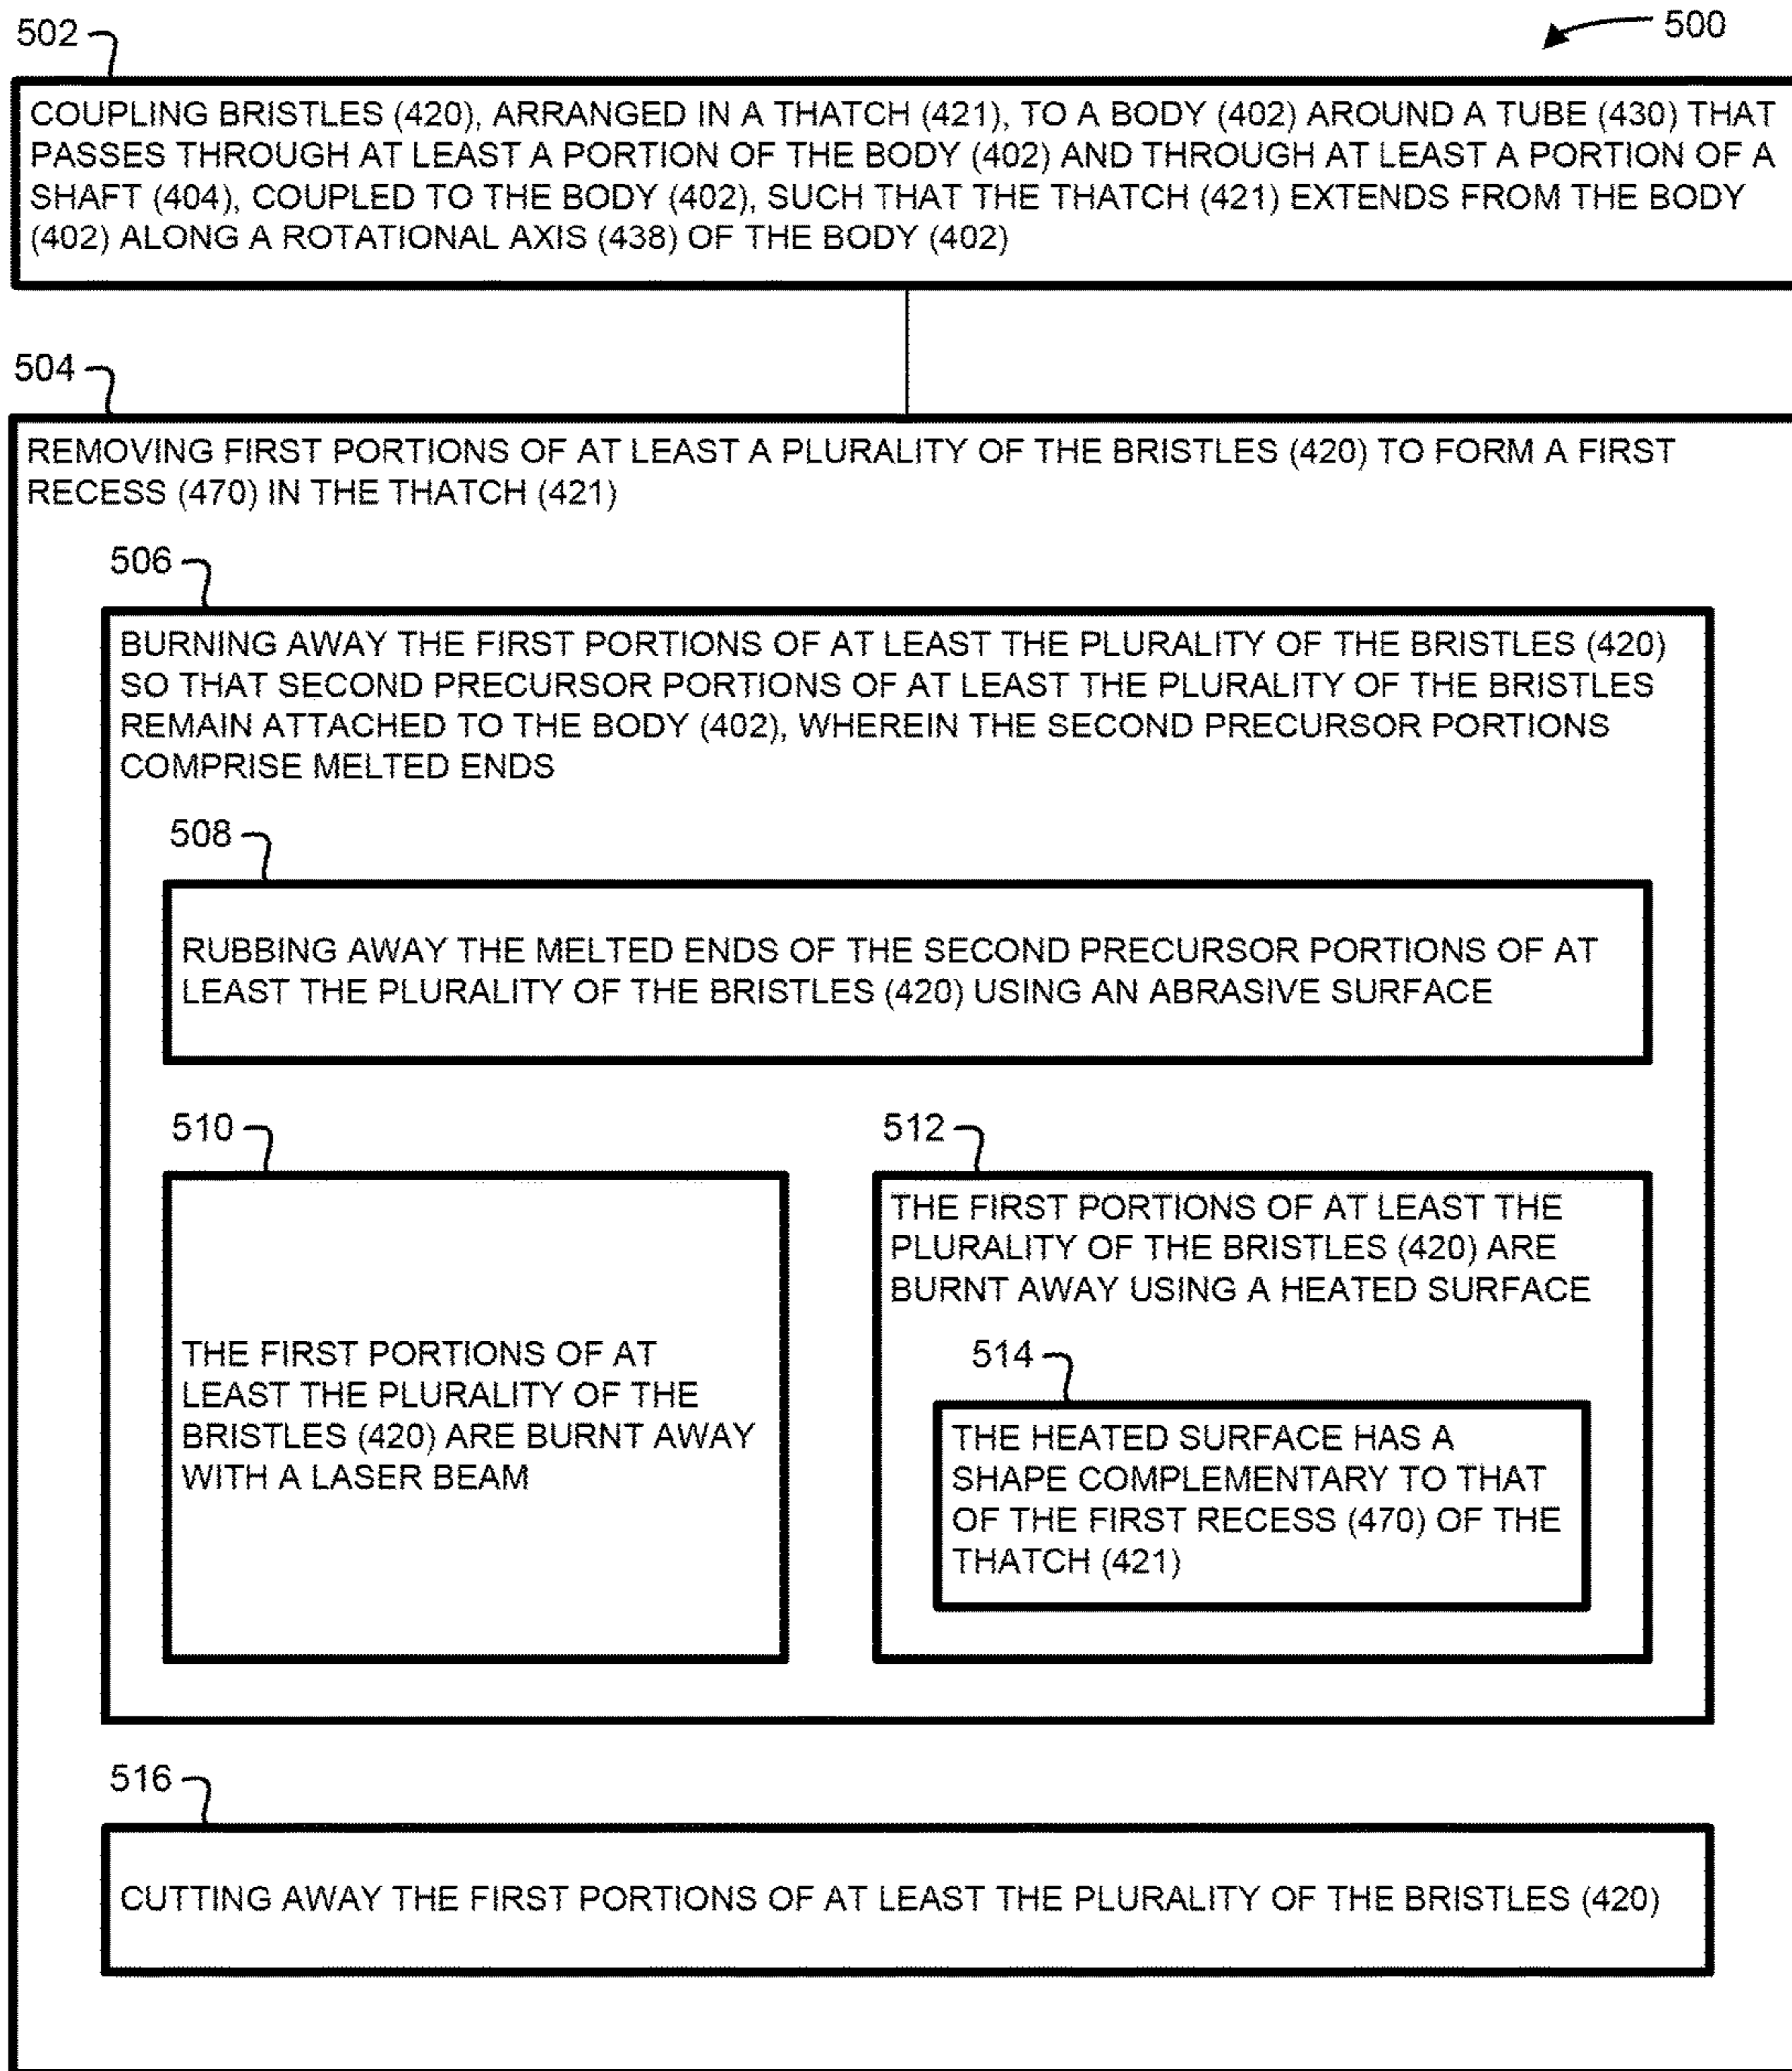 500
502
COUPLING BRISTLES (420), ARRANGED IN A THATCH (421), TO A BODY (402) AROUND A TUBE (430) THAT
PASSES THROUGH AT LEAST A PORTION OF THE BODY (402) AND THROUGH AT LEAST A PORTION OF A
SHAFT (404), COUPLED TO THE BODY (402), SUCH THAT THE THATCH (421) EXTENDS FROM THE BODY
(402) ALONG A ROTATIONAL AXIS (438) OF THE BODY (402)
504
REMOVING FIRST PORTIONS OF AT LEAST A PLURALITY OF THE BRISTLES (420) TO FORM A FIRST
RECESS (470) IN THE THATCH (421)
506
BURNING AWAY THE FIRST PORTIONS OF AT LEAST THE PLURALITY OF THE BRISTLES (420)
SO THAT SECOND PRECURSOR PORTIONS OF AT LEAST THE PLURALITY OF THE BRISTLES
REMAIN ATTACHED TO THE BODY (402), WHEREIN THE SECOND PRECURSOR PORTIONS
COMPRISE MELTED ENDS
508
RUBBING AWAY THE MELTED ENDS OF THE SECOND PRECURSOR PORTIONS OF AT
LEAST THE PLURALITY OF THE BRISTLES (420) USING AN ABRASIVE SURFACE
510
THE FIRST PORTIONS OF AT
LEAST THE PLURALITY OF THE
BRISTLES (420) ARE BURNT AWAY
WITH A LASER BEAM
512
THE FIRST PORTIONS OF AT LEAST THE
PLURALITY OF THE BRISTLES (420) ARE
BURNT AWAY USING A HEATED SURFACE
514
THE HEATED SURFACE HAS A
SHAPE COMPLEMENTARY TO THAT
OF THE FIRST RECESS (470) OF THE
THATCH (421)
516
CUTTING AWAY THE FIRST PORTIONS OF AT LEAST THE PLURALITY OF THE BRISTLES (420)